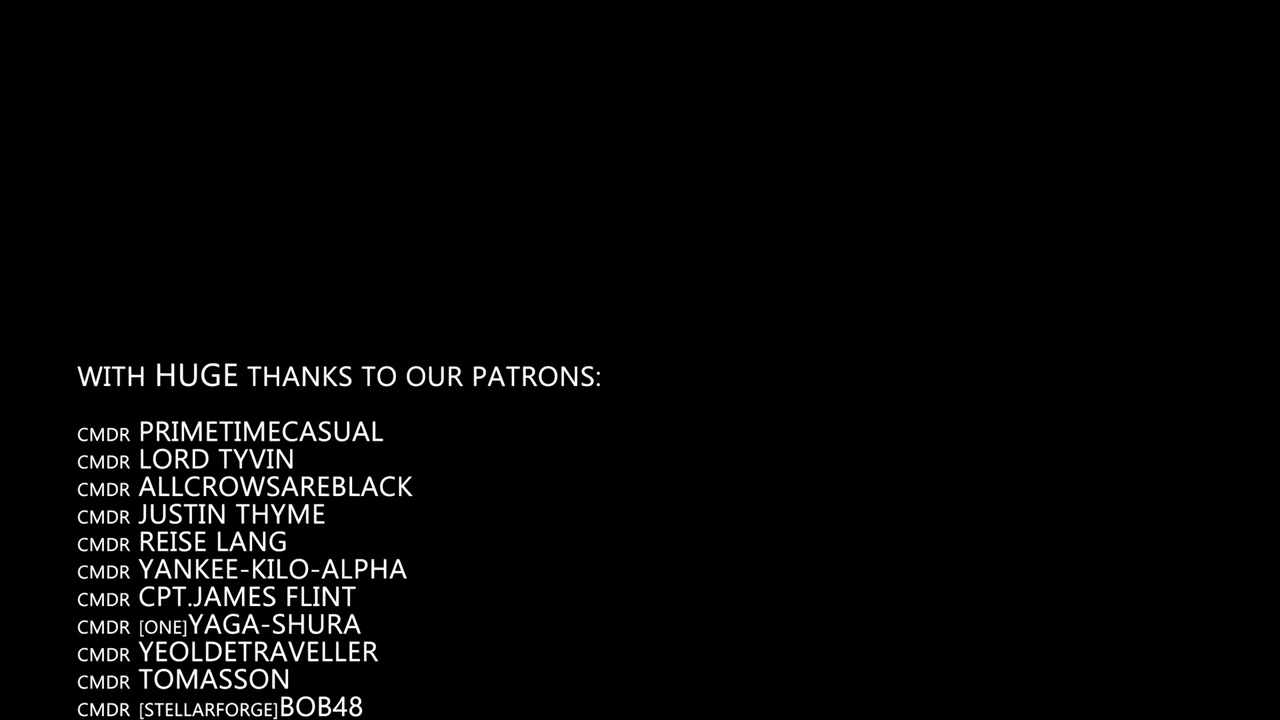 WITH HUGE THANKS TO OUR PATRONS:
CMDR PRIMETIMECASUAL
CMDR LORD TYVIN
CMDR ALLCROWSAREBLACK
CMDR JUSTIN THYME
CMDR REISE LANG
CMDR YANKEE-KILO-ALPHA
CMDR CPT.JAMES FLINT
CMDR [ONE]YAGA-SHURA
CMDR YEOLDETRAVELLER
CMDR TOMASSON
CMDR [STELLARFORGE]BOB48